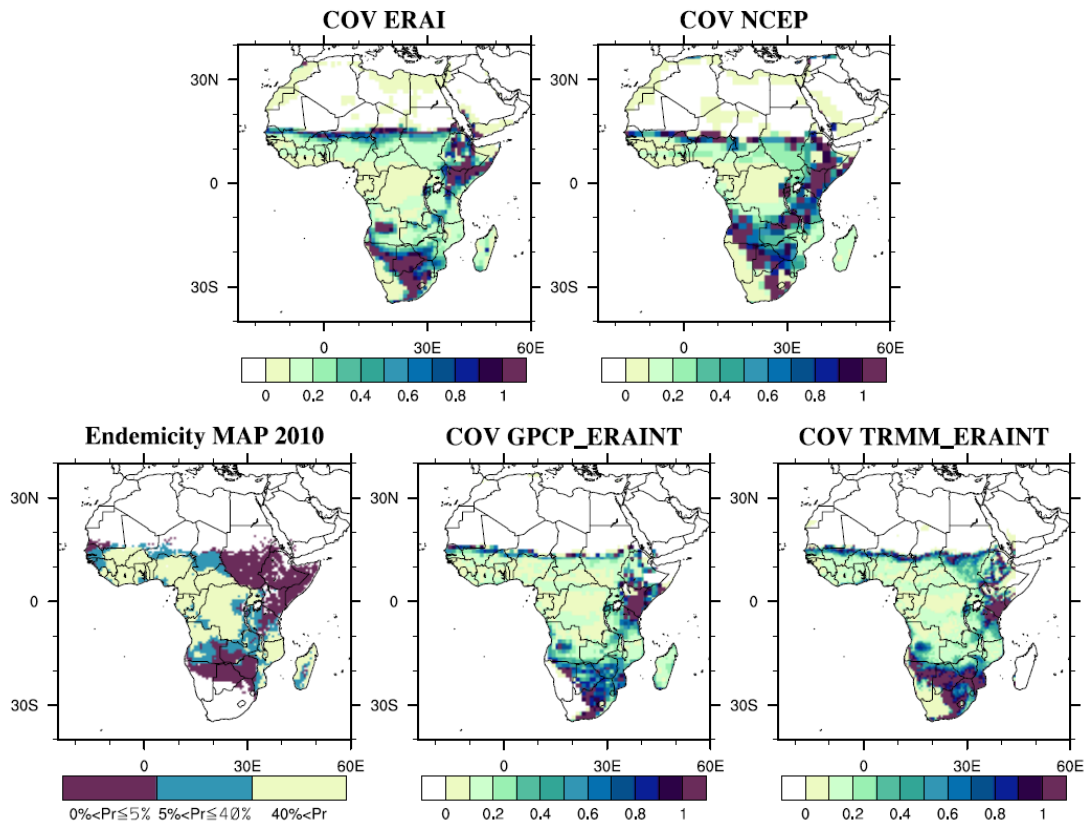 COV ERAI COV NCEP
30N 30N
0 0
30S 30S
0 30E 60E 0 30E 60E
0 0.2 0.4 0.6 0.8 1 0 0.2 0.4 0.6 0.8 1
Endemicity MAP 2010 COV GPCP_ERAINT COV TRMM_ERAINT
30N 30N 30N
0 0 0
30S 30S 30S
0 30E 60E 0 30E 60E 0 30E 60E
0%<Pr≦5% 5%<Pr≦40% 40%<Pr 0 0.2 0.4 0.6 0.8 1 0 0.2 0.4 0.6 0.8 1